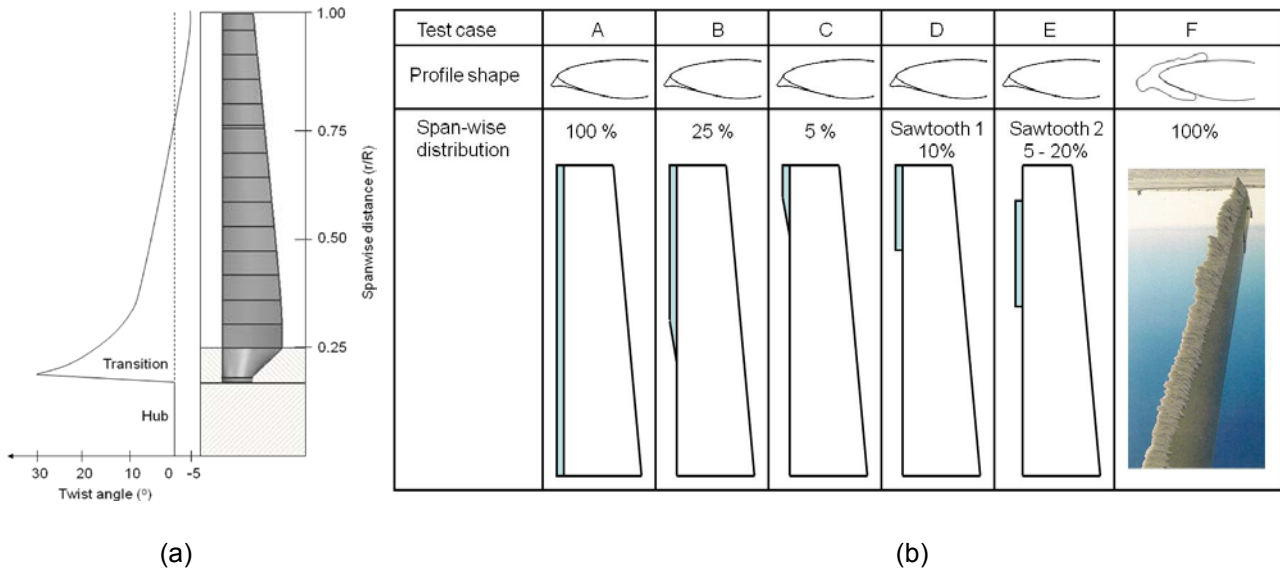 1.00
0.75
0.50
0.25
Spanwise distance (r/R)
Transition
Hub
30 20 10 0 -5
Twist angle (º)
(a)
Test case A B C D E F
Profile shape
Span-wise
distribution
100 %
25 %
5 %
Sawtooth 1
10%
Sawtooth 2
5 - 20%
100%
(b)